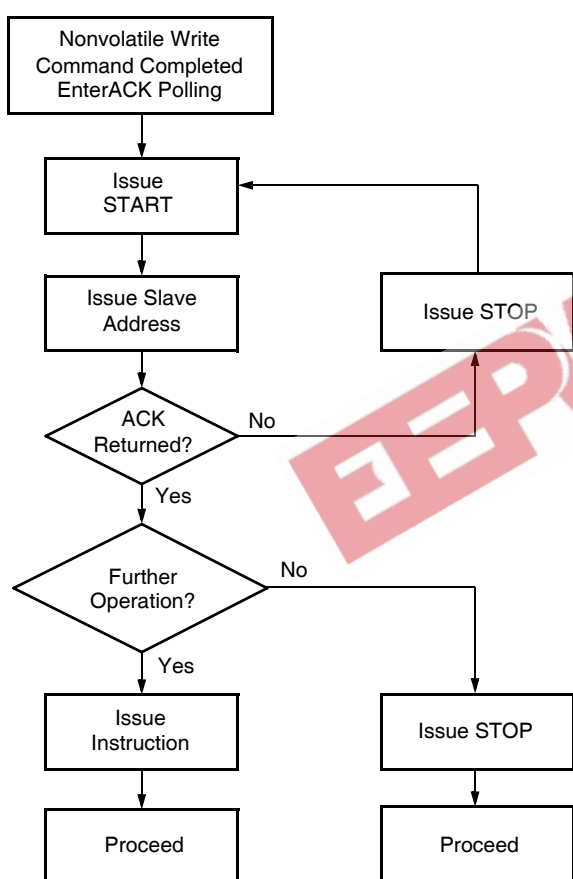 Nonvolatile Write
Command Completed
EnterACK Polling
Issue
START
Issue Slave
Address
Issue STOP
ACK
Returned?
No
Yes
Further
Operation?
No
Yes
Issue
Instruction
Issue STOP
Proceed
Proceed